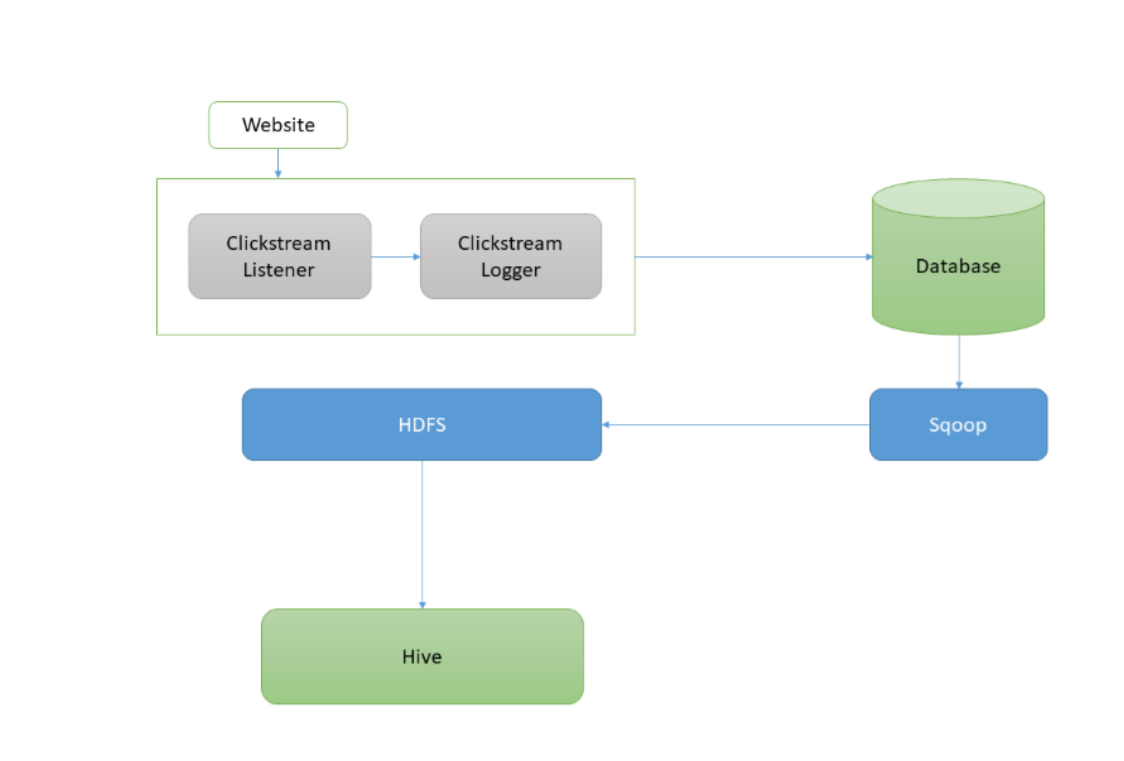 Website
Clickstream
Listener
Clickstream
Logger
Database
HDFS
Sqoop
Hive